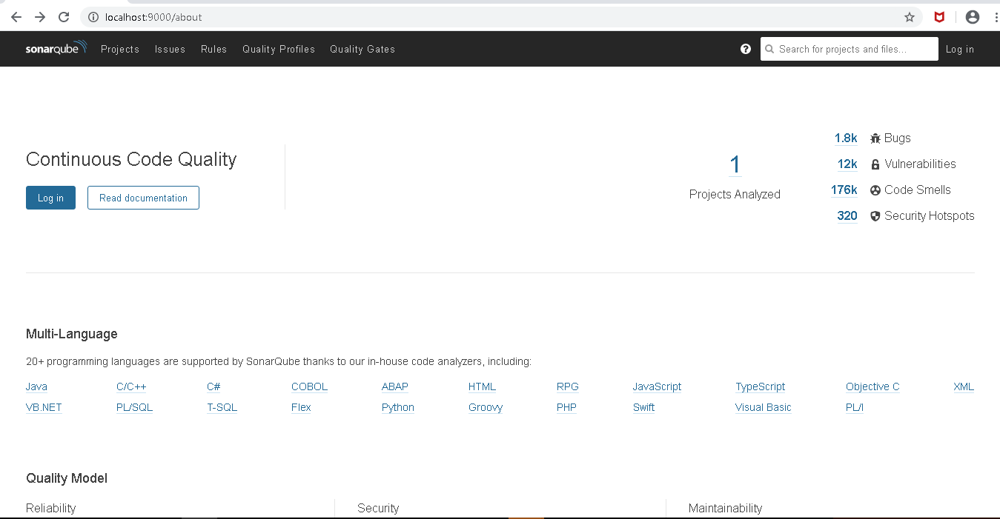 localhost:9000/about
sonarqube Projects Issues Rules Quality Profiles Quality Gates ? Search for projects and files... Log in
Continuous Code Quality
Log in Read documentation
1
Projects Analyzed
1.8k Bugs
12k Vulnerabilities
176k Code Smells
320 Security Hotspots
Multi-Language
20+ programming languages are supported by SonarQube thanks to our in-house code analyzers, including:
Java C/C++ C# COBOL ABAP HTML RPG JavaScript TypeScript Objective C XML
VB.NET PL/SQL T-SQL Flex Python Groovy PHP Swift Visual Basic PL/I
Quality Model
Reliability Security Maintainability